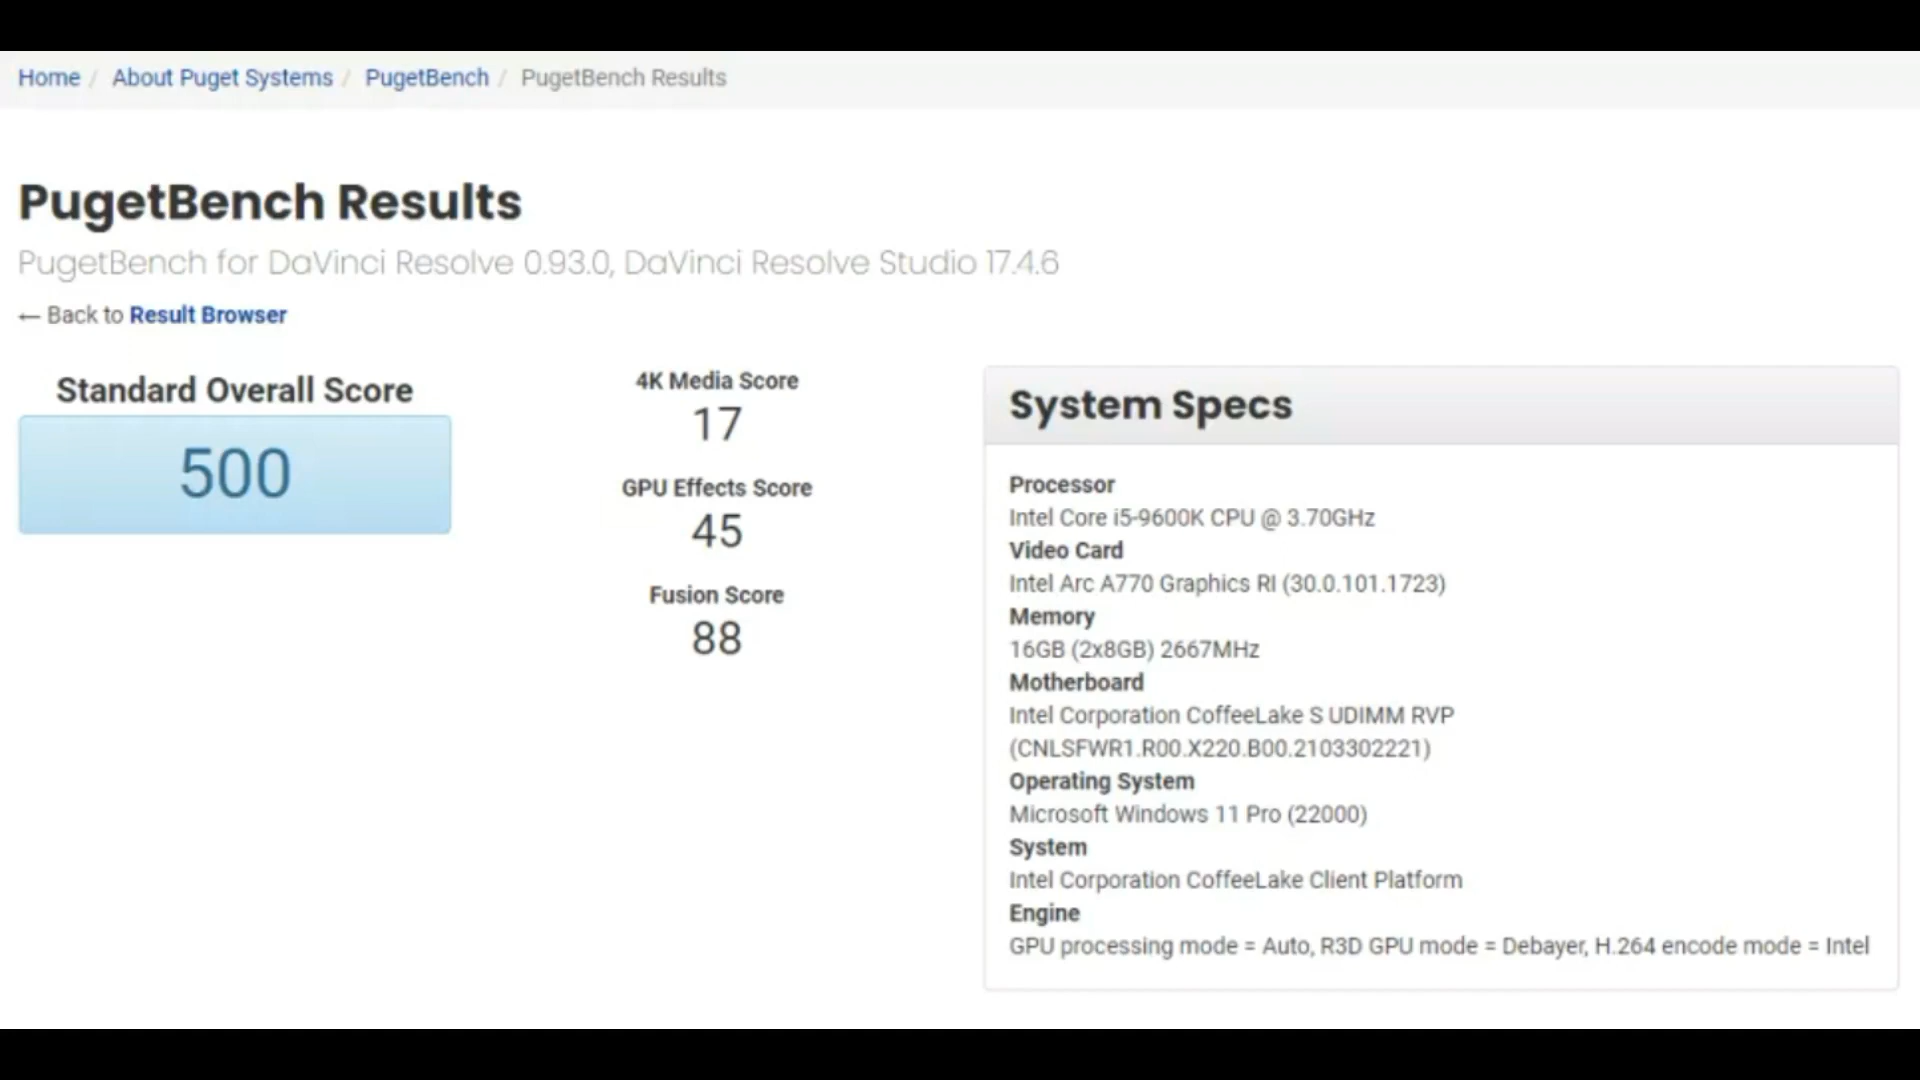 Home / About Puget Systems / PugetBench / PugetBench Results
PugetBench Results
PugetBench for DaVinci Resolve 0.93.0, DaVinci Resolve Studio 17.4.6
← Back to Result Browser
Standard Overall Score
500
4K Media Score
17
GPU Effects Score
45
Fusion Score
88
System Specs
Processor
Intel Core i5-9600K CPU @ 3.70GHz
Video Card
Intel Arc A770 Graphics RI (30.0.101.1723)
Memory
16GB (2x8GB) 2667MHz
Motherboard
Intel Corporation CoffeeLake S UDIMM RVP
(CNLSFWR1.R00.X220.B00.2103302221)
Operating System
Microsoft Windows 11 Pro (22000)
System
Intel Corporation CoffeeLake Client Platform
Engine
GPU processing mode = Auto, R3D GPU mode = Debayer, H.264 encode mode = Intel